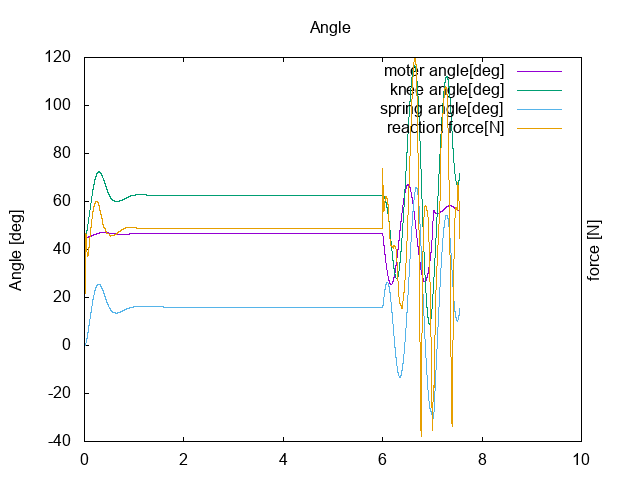 Angle
120
moter angle[deg]
knee angle[deg]
100
spring angle[deg]
reaction force[N]
80
60
40
20
0
-20
-40
Angle [deg]
force [N]
0 2 4 6 8 10